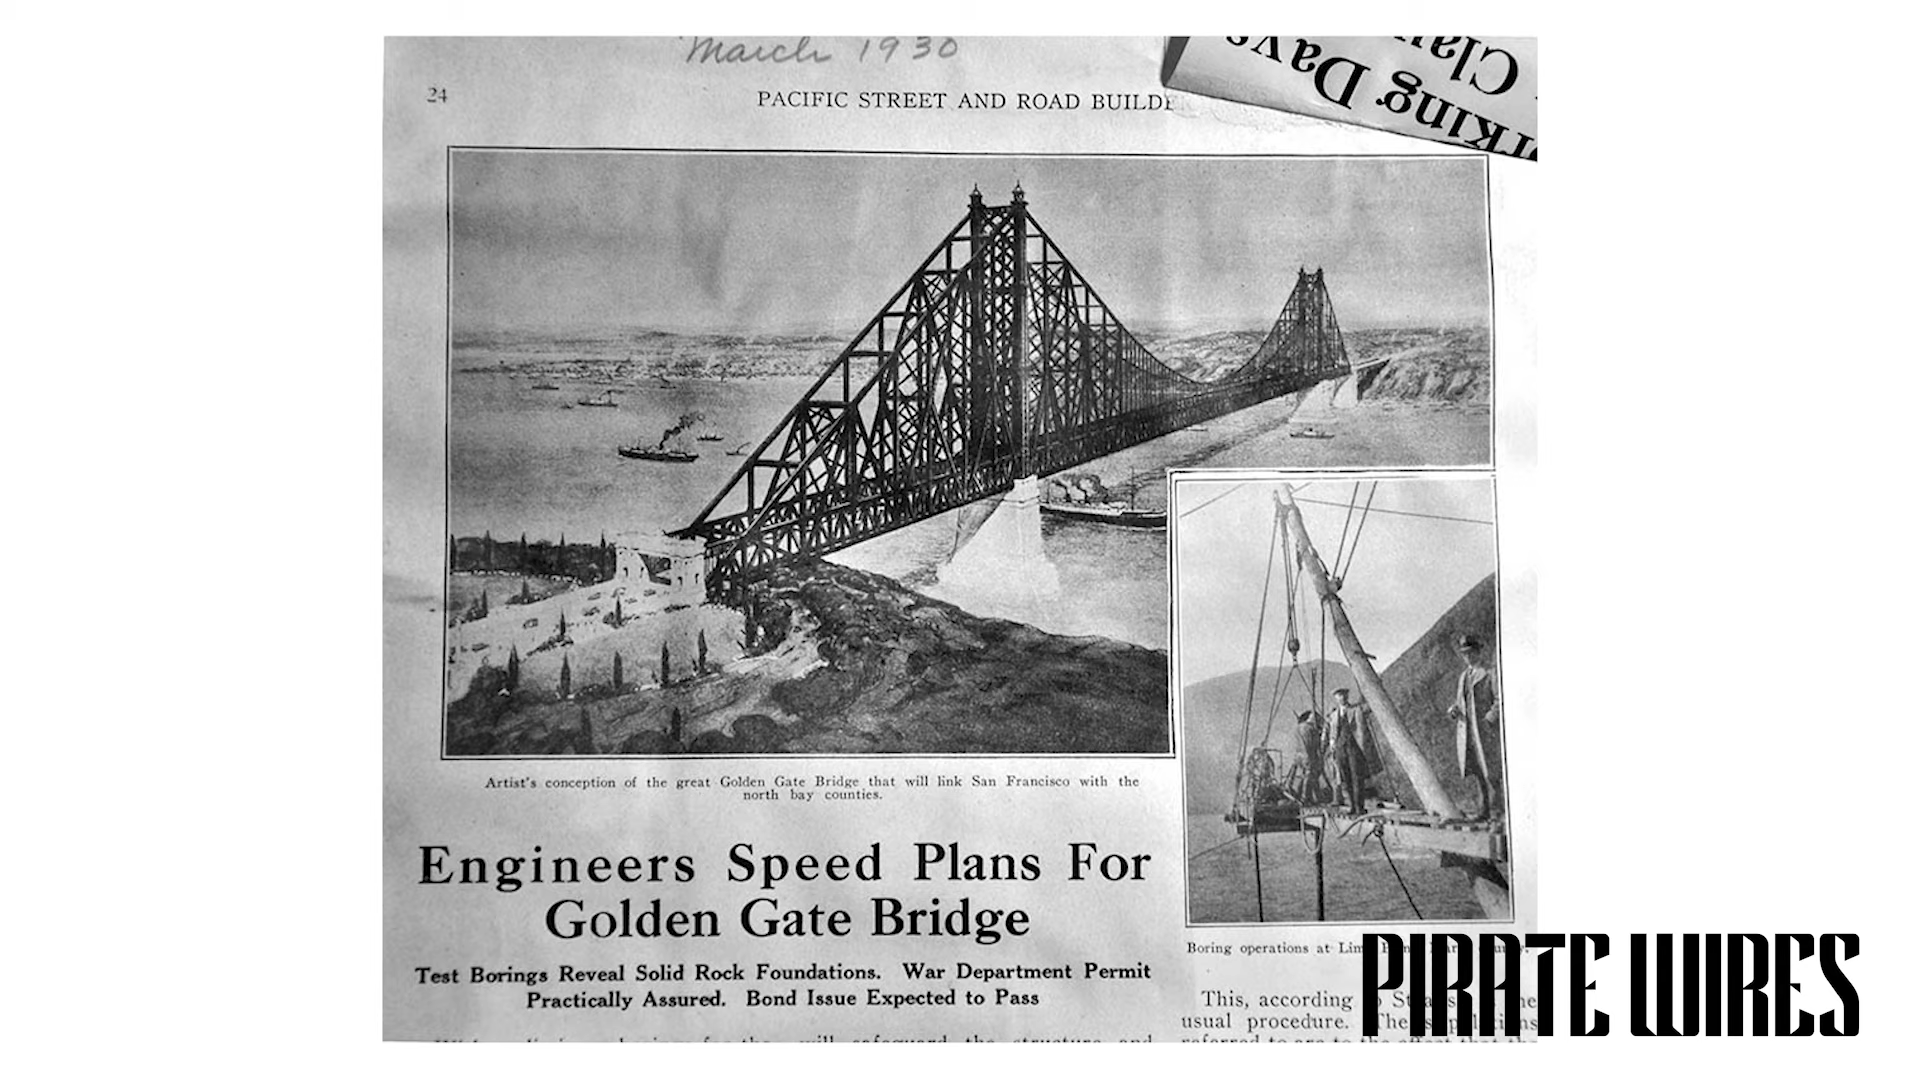 March 1930
24
PACIFIC STREET AND ROAD BUILDE
rking Days
Artist's conception of the great Golden Gate Bridge that will link San Francisco with the
north bay counties.
Engineers Speed Plans For
Golden Gate Bridge
Test Borings Reveal Solid Rock Foundations. War Department Permit
Practically Assured. Bond Issue Expected to Pass
Boring operations at
This, according
usual procedure.
PIRATE WIRES